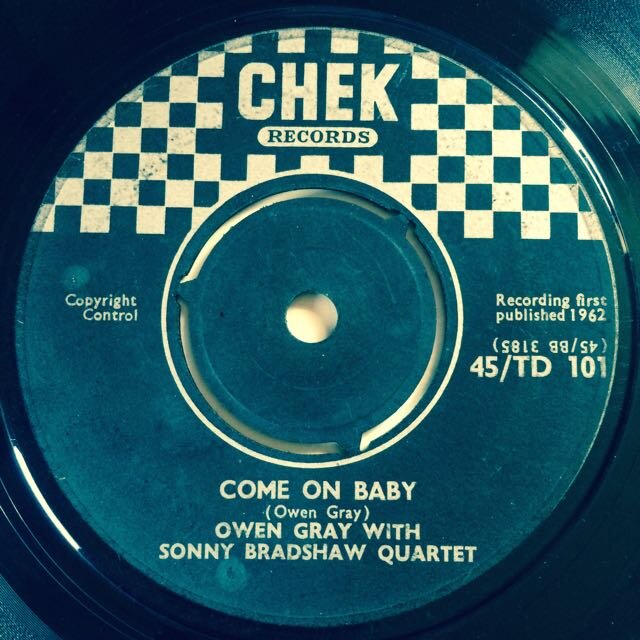 CHEK
RECORDS
Copyright
Control
Recording first
published 1962
(45/BB 3185)
45/TD 101
COME ON BABY
(Owen Gray)
OWEN GRAY WITH
SONNY BRADSHAW QUARTET